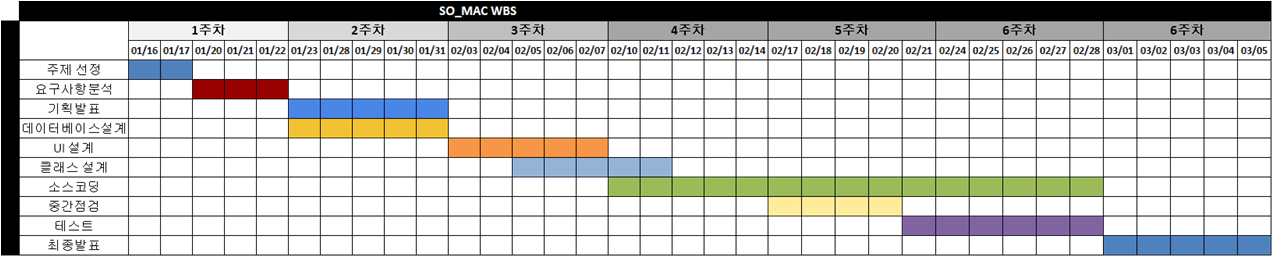 SO_MAC WBS
1주차 2주차 3주차 4주차 5주차 6주차 6주차
01/16 01/17 01/20 01/21 01/22 01/23 01/28 01/29 01/30 01/31 02/03 02/04 02/05 02/06 02/07 02/10 02/11 02/12 02/13 02/14 02/17 02/18 02/19 02/20 02/21 02/24 02/25 02/26 02/27 02/28 03/01 03/02 03/03 03/04 03/05
주제 선정
요구사항분석
기획발표
데이터베이스설계
UI 설계
클래스 설계
소스코딩
중간점검
테스트
최종발표